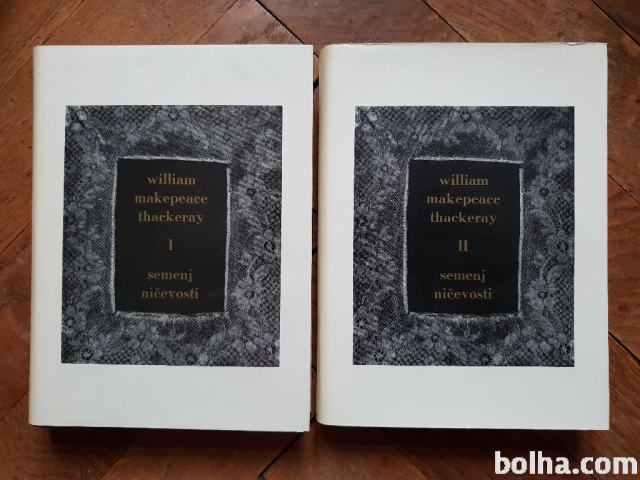 william
makepeace
thackeray
I
semenj
ničevosti
william
makepeace
thackeray
II
semenj
ničevosti
bolha.com®